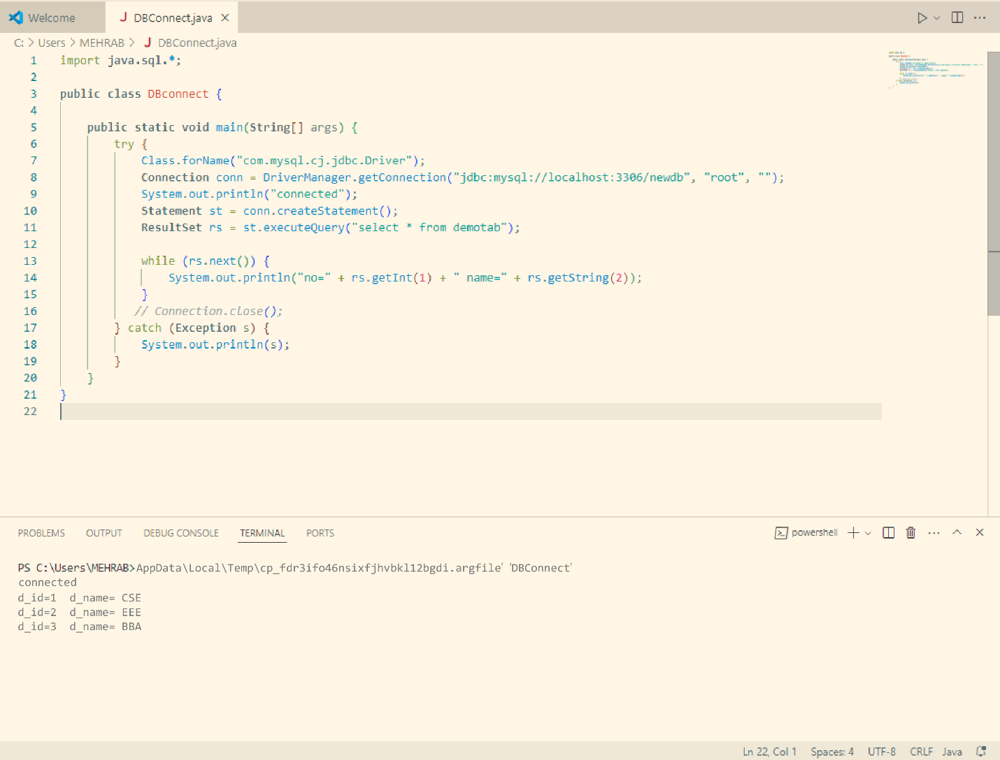 Welcome
DBConnect.java
C: > Users > MEHRAB > DBConnect.java
1 import java.sql.*;
2
3 public class DBconnect {
4
5 public static void main(String[] args) {
6 try {
7 Class.forName("com.mysql.cj.jdbc.Driver");
8 Connection conn = DriverManager.getConnection("jdbc:mysql://localhost:3306/newdb", "root", "");
9 System.out.println("connected");
10 Statement st = conn.createStatement();
11 ResultSet rs = st.executeQuery("select * from demotab");
12
13 while (rs.next()) {
14 System.out.println("no=" + rs.getInt(1) + " name=" + rs.getString(2));
15 }
16 // Connection.close();
17 } catch (Exception s) {
18 System.out.println(s);
19 }
20 }
21 }
22
PROBLEMS OUTPUT DEBUG CONSOLE TERMINAL PORTS powershell
PS C:\Users\MEHRAB>AppData\Local\Temp\cp_fdr3ifo46nsixfjhvbkl12bgdi.argfile' 'DBConnect'
connected
d_id=1 d_name= CSE
d_id=2 d_name= EEE
d_id=3 d_name= BBA
Ln 22, Col 1 Spaces: 4 UTF-8 CRLF Java